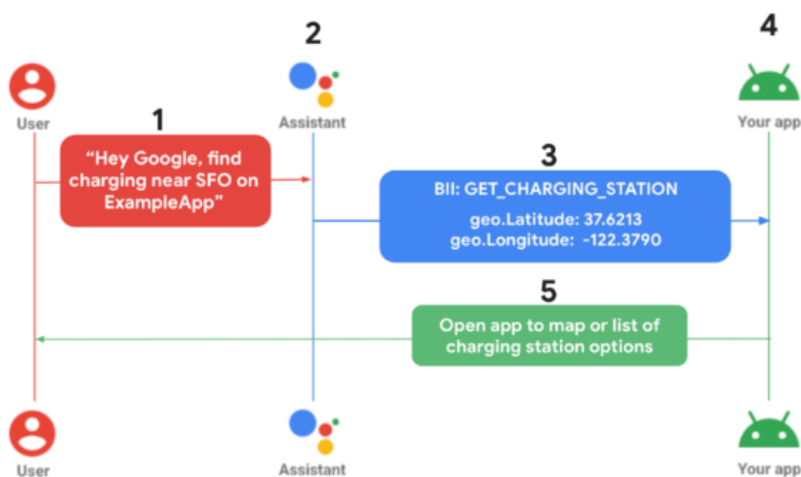 2
4
User
1
Assistant
Your app
“Hey Google, find
charging near SFO on
ExampleApp”
3
BII: GET_CHARGING_STATION
geo.Latitude: 37.6213
geo.Longitude: -122.3790
5
Open app to map or list of
charging station options
User
Assistant
Your app